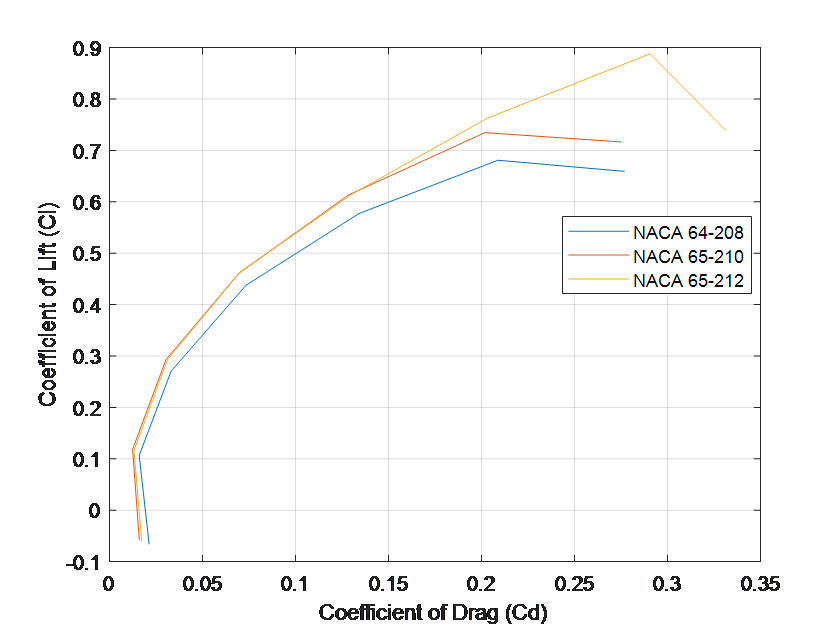 0.9
0.8
0.7
0.6
0.5
0.4
0.3
0.2
0.1
0
-0.1
Coefficient of Lift (Cl)
NACA 64-208
NACA 65-210
NACA 65-212
0 0.05 0.1 0.15 0.2 0.25 0.3 0.35
Coefficient of Drag (Cd)